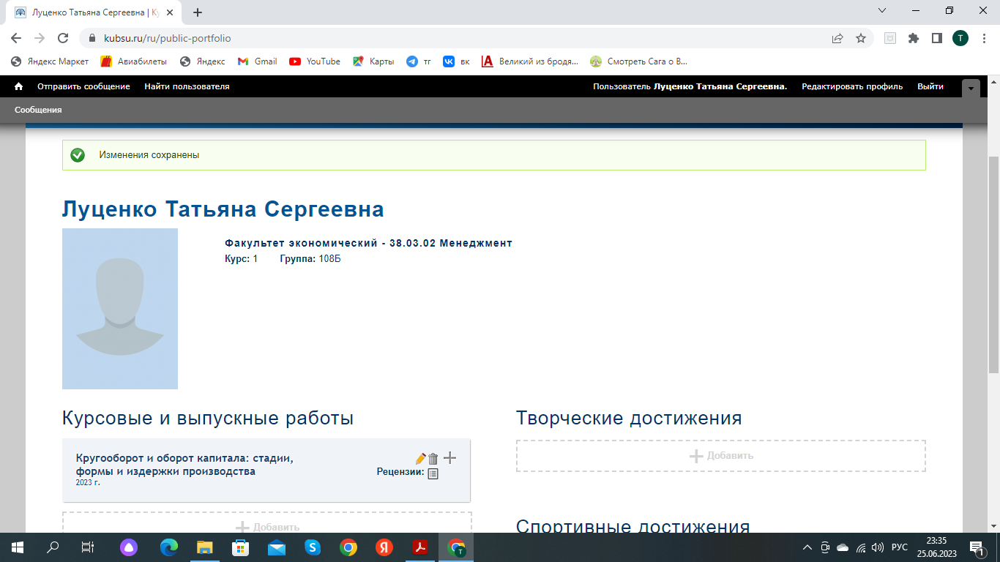 Луценко Татьяна Сергеевна | Ку
kubsu.ru/ru/public-portfolio
T
Яндекс Маркет Авиабилеты Яндекс Gmail YouTube Карты тг вк Великий из бродя... Смотреть Сага о В...
Отправить сообщение Найти пользователя Пользователь Луценко Татьяна Сергеевна. Редактировать профиль Выйти
Сообщения
Изменения сохранены
Луценко Татьяна Сергеевна
Факультет экономический - 38.03.02 Менеджмент
Курс: 1 Группа: 108Б
Курсовые и выпускные работы
Кругооборот и оборот капитала: стадии,
формы и издержки производства
2023 г.
Рецензии:
Добавить
Творческие достижения
Добавить
Спортивные достижения
РУС
23:35
25.06.2023
1